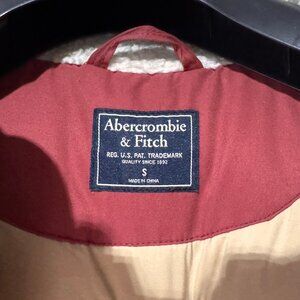 Abercrombie
& Fitch
REG. U.S. PAT. TRADEMARK
QUALITY SINCE 1892
S
MADE IN CHINA